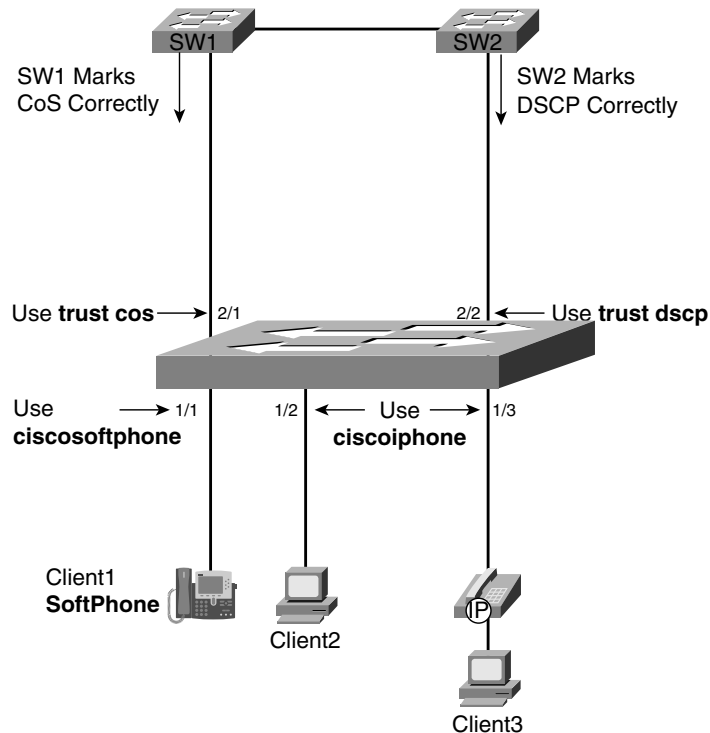 SW1
SW2
SW1 Marks
CoS Correctly
SW2 Marks
DSCP Correctly
Use trust cos
2/1
2/2
Use trust dscp
Use
ciscosoftphone
1/1
1/2
Use
ciscoiphone
1/3
Client1
SoftPhone
Client2
IP
Client3